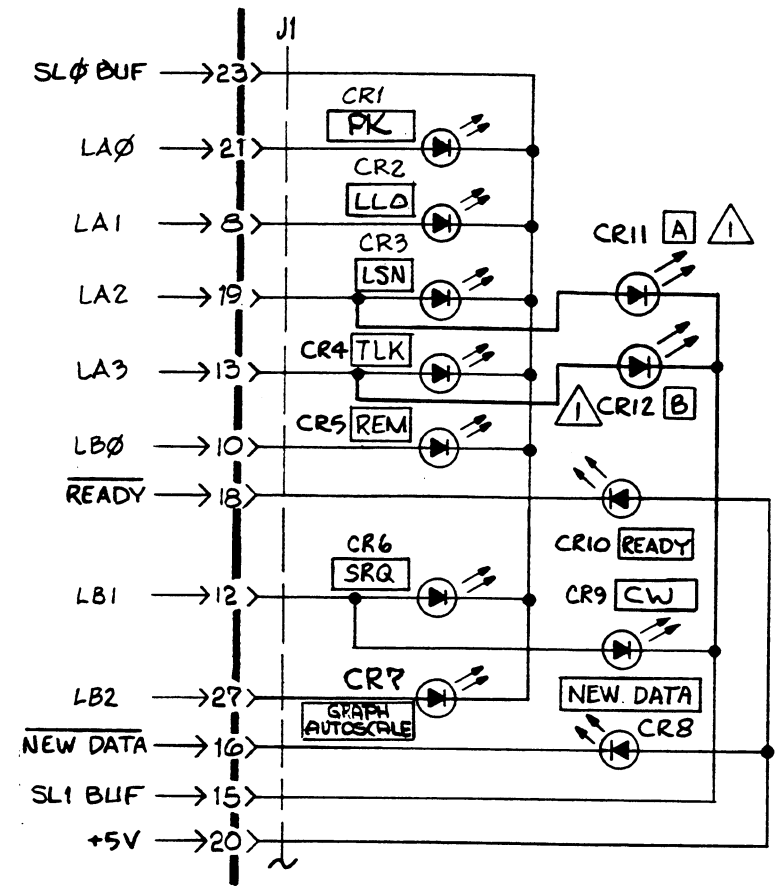 J1
SLØ BUF 23
CR1
PK
LAØ 21
CR2
LLO
LA1 8
CR11 A 1
CR3
LSN
LA2 19
CR4 TLK
LA3 13
1 CR12 B
CR5 REM
LBØ 10
READY 18
CR6
CR10 READY
SRQ
LB1 12
CR9 CW
CR7
NEW DATA
LB2 27
GRAPH
AUTOSCALE
CR8
NEW DATA 16
SL1 BUF 15
+5V 20